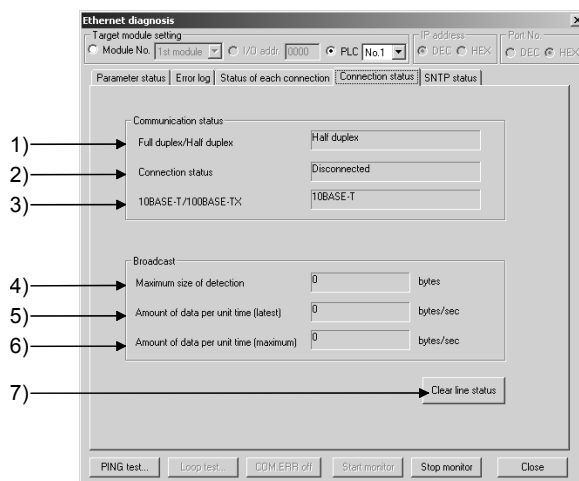 Ethernet diagnosis
Target module setting IP address Port No.
Module No. 1st module I/O addr. 0000 PLC No.1 DEC HEX DEC HEX
Parameter status Error log Status of each connection Connection status SNTP status
Communication status
1) Full duplex/Half duplex Half duplex
2) Connection status Disconnected
3) 10BASE-T/100BASE-TX 10BASE-T
Broadcast
4) Maximum size of detection 0 bytes
5) Amount of data per unit time (latest) 0 bytes/sec
6) Amount of data per unit time (maximum) 0 bytes/sec
7) Clear line status
PING test... Loop test... COM.ERR off Start monitor Stop monitor Close